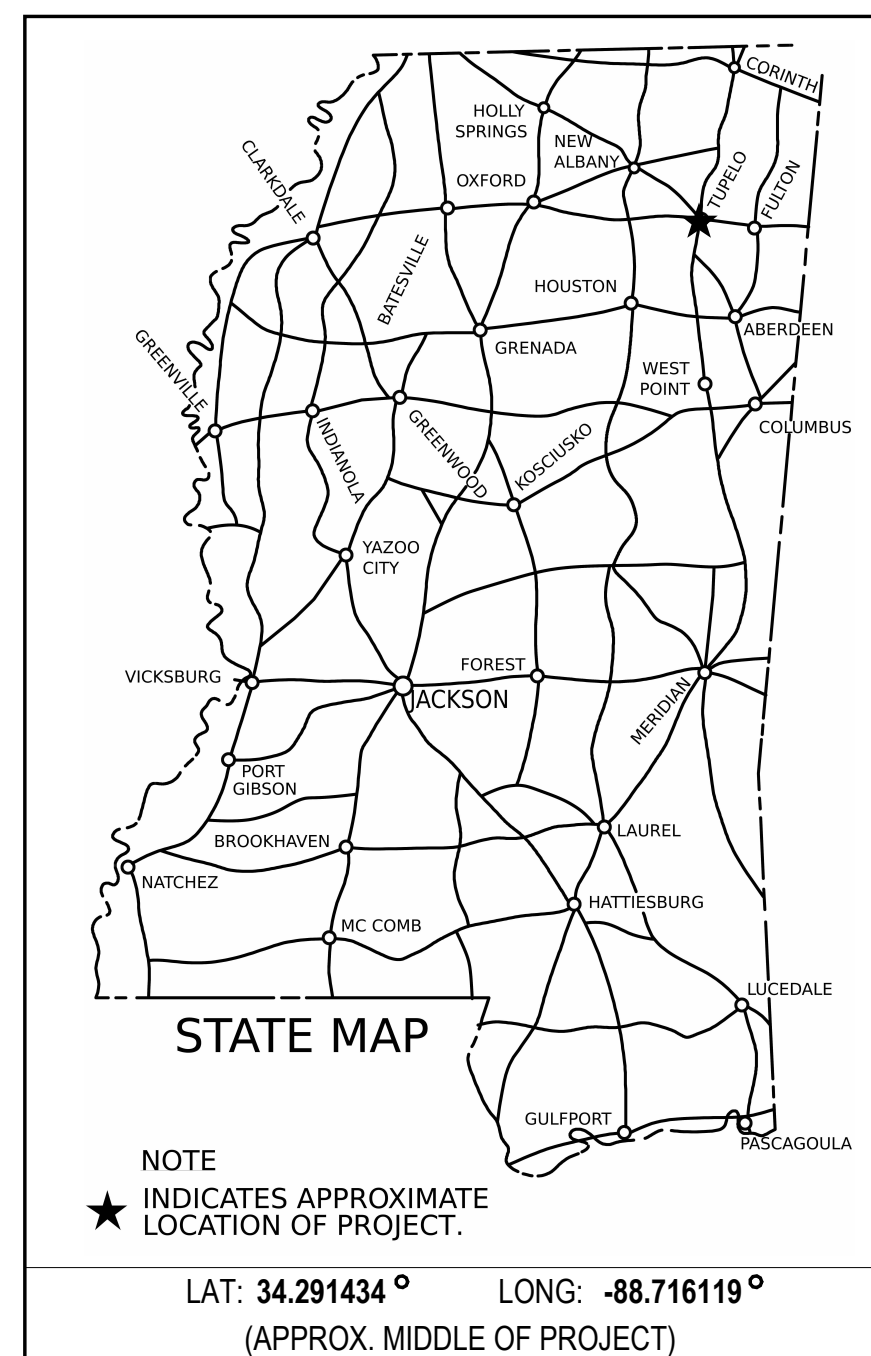 CORINTH
HOLLY
SPRINGS
NEW
ALBANY
CLARKDALE
OXFORD
TUPELO
FULTON
BATESVILLE
HOUSTON
ABERDEEN
GRENADA
GREENVILLE
WEST
POINT
COLUMBUS
INDIANOLA
GREENWOOD
KOSCIUSKO
YAZOO
CITY
VICKSBURG
FOREST
JACKSON
MERIDIAN
PORT
GIBSON
BROOKHAVEN
LAUREL
NATCHEZ
HATTIESBURG
MC COMB
LUCEDALE
STATE MAP
GULFPORT
PASCAGOULA
NOTE
INDICATES APPROXIMATE
LOCATION OF PROJECT.
LAT: 34.291434° LONG: -88.716119°
(APPROX. MIDDLE OF PROJECT)